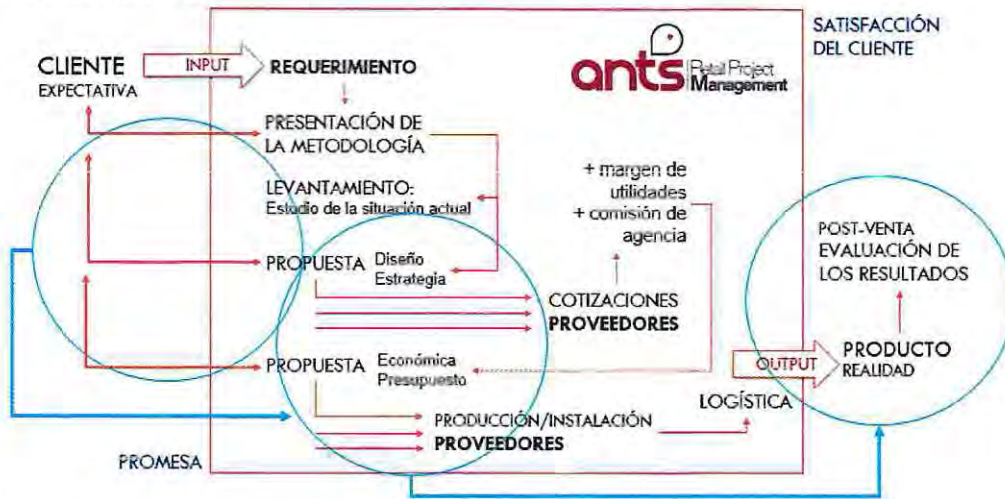 SATISFACCIÓN
DEL CLIENTE
CLIENTE
EXPECTATIVA
INPUT
REQUERIMIENTO
ants
Retail Project
Management
PRESENTACIÓN DE
LA METODOLOGÍA
LEVANTAMIENTO:
Estudio de la situación actual
+ margen de
utilidades
+ comisión de
agencia
PROPUESTA
Diseño
Estrategia
COTIZACIONES
PROVEEDORES
POST-VENTA
EVALUACIÓN DE
LOS RESULTADOS
PROPUESTA
Económica
Presupuesto
OUTPUT
PRODUCTO
REALIDAD
LOGÍSTICA
PRODUCCIÓN/INSTALACIÓN
PROVEEDORES
PROMESA